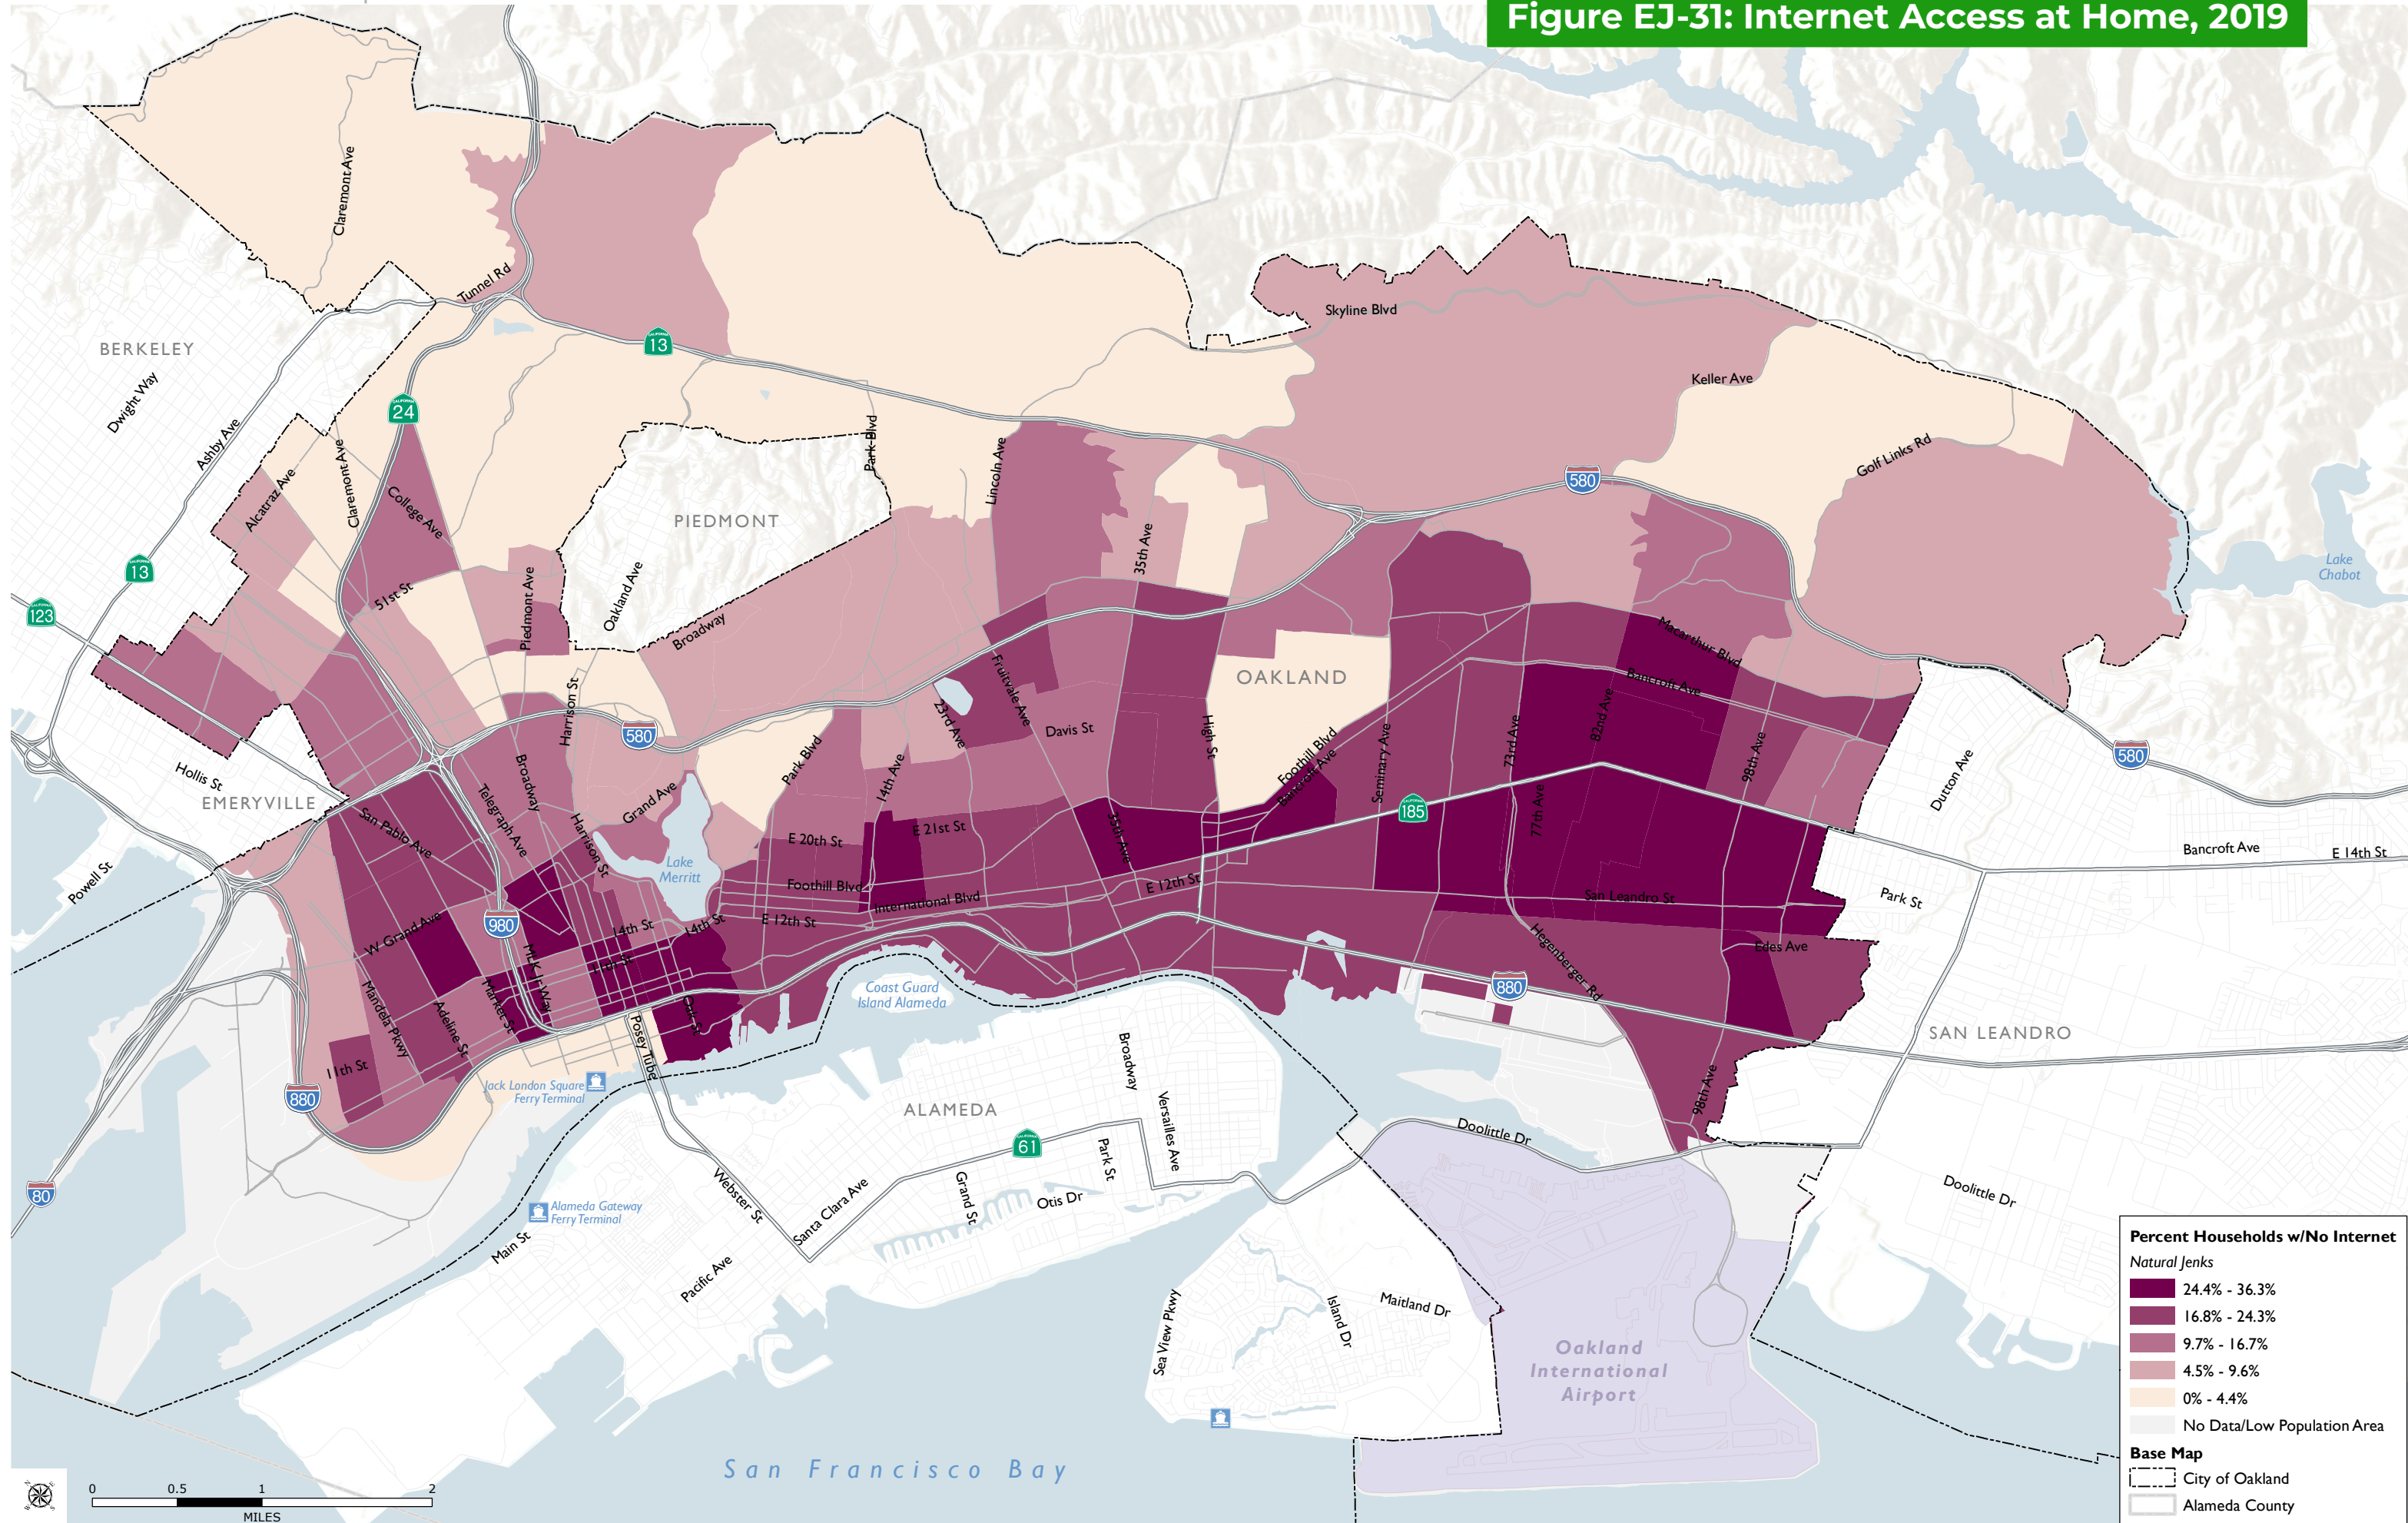 Figure EJ-31: Internet Access at Home, 2019
Claremont Ave
Tunnel Rd
BERKELEY
Dwight Way
Ashby Ave
13
24
13
123
Skyline Blvd
Keller Ave
Golf Links Rd
580
Lake
Chabot
Alcatraz Ave
Claremont Ave
College Ave
51st St
Piedmont Ave
PIEDMONT
Oakland Ave
Broadway
Park Blvd
Lincoln Ave
35th Ave
Macarthur Blvd
Bancroft Ave
OAKLAND
Hollis St
EMERYVILLE
Powell St
San Pablo Ave
Telegraph Ave
Broadway
Harrison St
Harrison St
580
Grand Ave
Lake
Merritt
Park Blvd
14th Ave
23rd Ave
Fruitvale Ave
Davis St
High St
Foothill Blvd
Bancroft Ave
Seminary Ave
73rd Ave
82nd Ave
77th Ave
98th Ave
185
580
Dutton Ave
Bancroft Ave
E 14th St
Park St
E 20th St
E 21st St
35th Ave
Foothill Blvd
International Blvd
E 12th St
E 12th St
San Leandro St
Edes Ave
Hegenberger Rd
880
SAN LEANDRO
W Grand Ave
980
14th St
14th St
11th St
MLK Jr Way
Market St
Adeline St
Mandela Pkwy
11th St
880
Oak St
Posey Tube
Jack London Square
Ferry Terminal
Coast Guard
Island Alameda
ALAMEDA
Broadway
Versailles Ave
61
Park St
Grand St
Otis Dr
Santa Clara Ave
Webster St
Pacific Ave
Main St
Alameda Gateway
Ferry Terminal
80
98th Ave
Doolittle Dr
Doolittle Dr
Sea View Pkwy
Island Dr
Maitland Dr
Oakland
International
Airport
San Francisco Bay
0 0.5 1 2
MILES
Percent Households w/No Internet
Natural Jenks
24.4% - 36.3%
16.8% - 24.3%
9.7% - 16.7%
4.5% - 9.6%
0% - 4.4%
No Data/Low Population Area
Base Map
City of Oakland
Alameda County